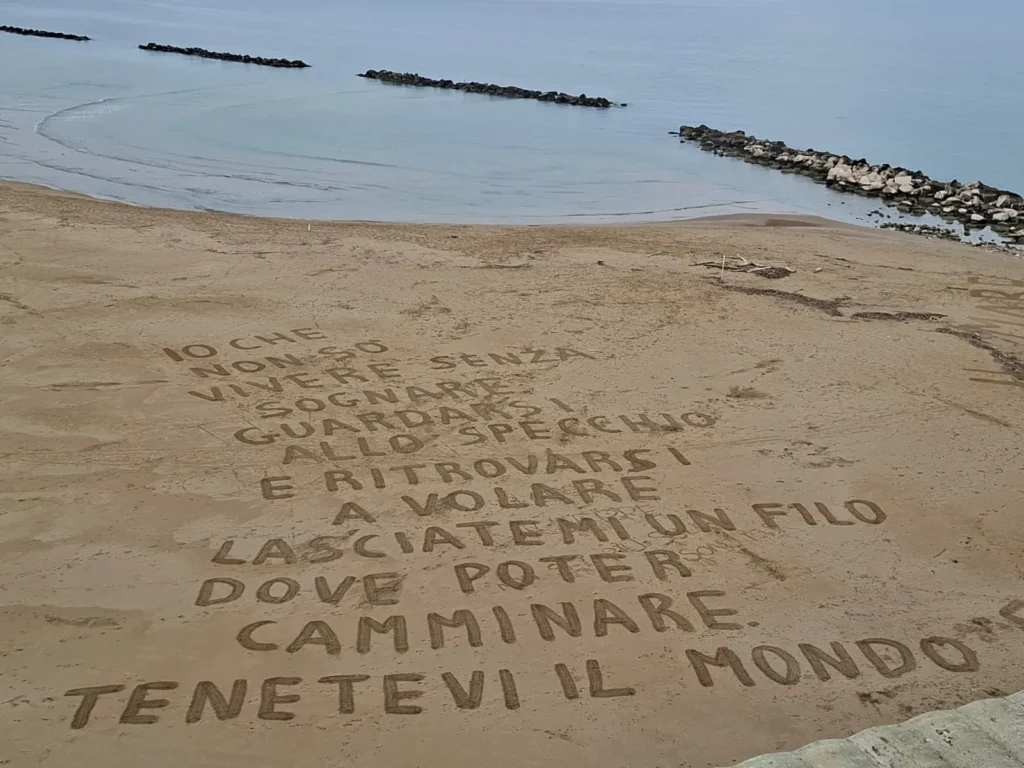 IO CHE
NON SO
VIVERE SENZA
SOGNARE
GUARDARSI
ALLO SPECCHIO
E RITROVARSI
A VOLARE
LASCIATEMI UN FILO
DOVE POTER
CAMMINARE.
TENETEVI IL MONDO